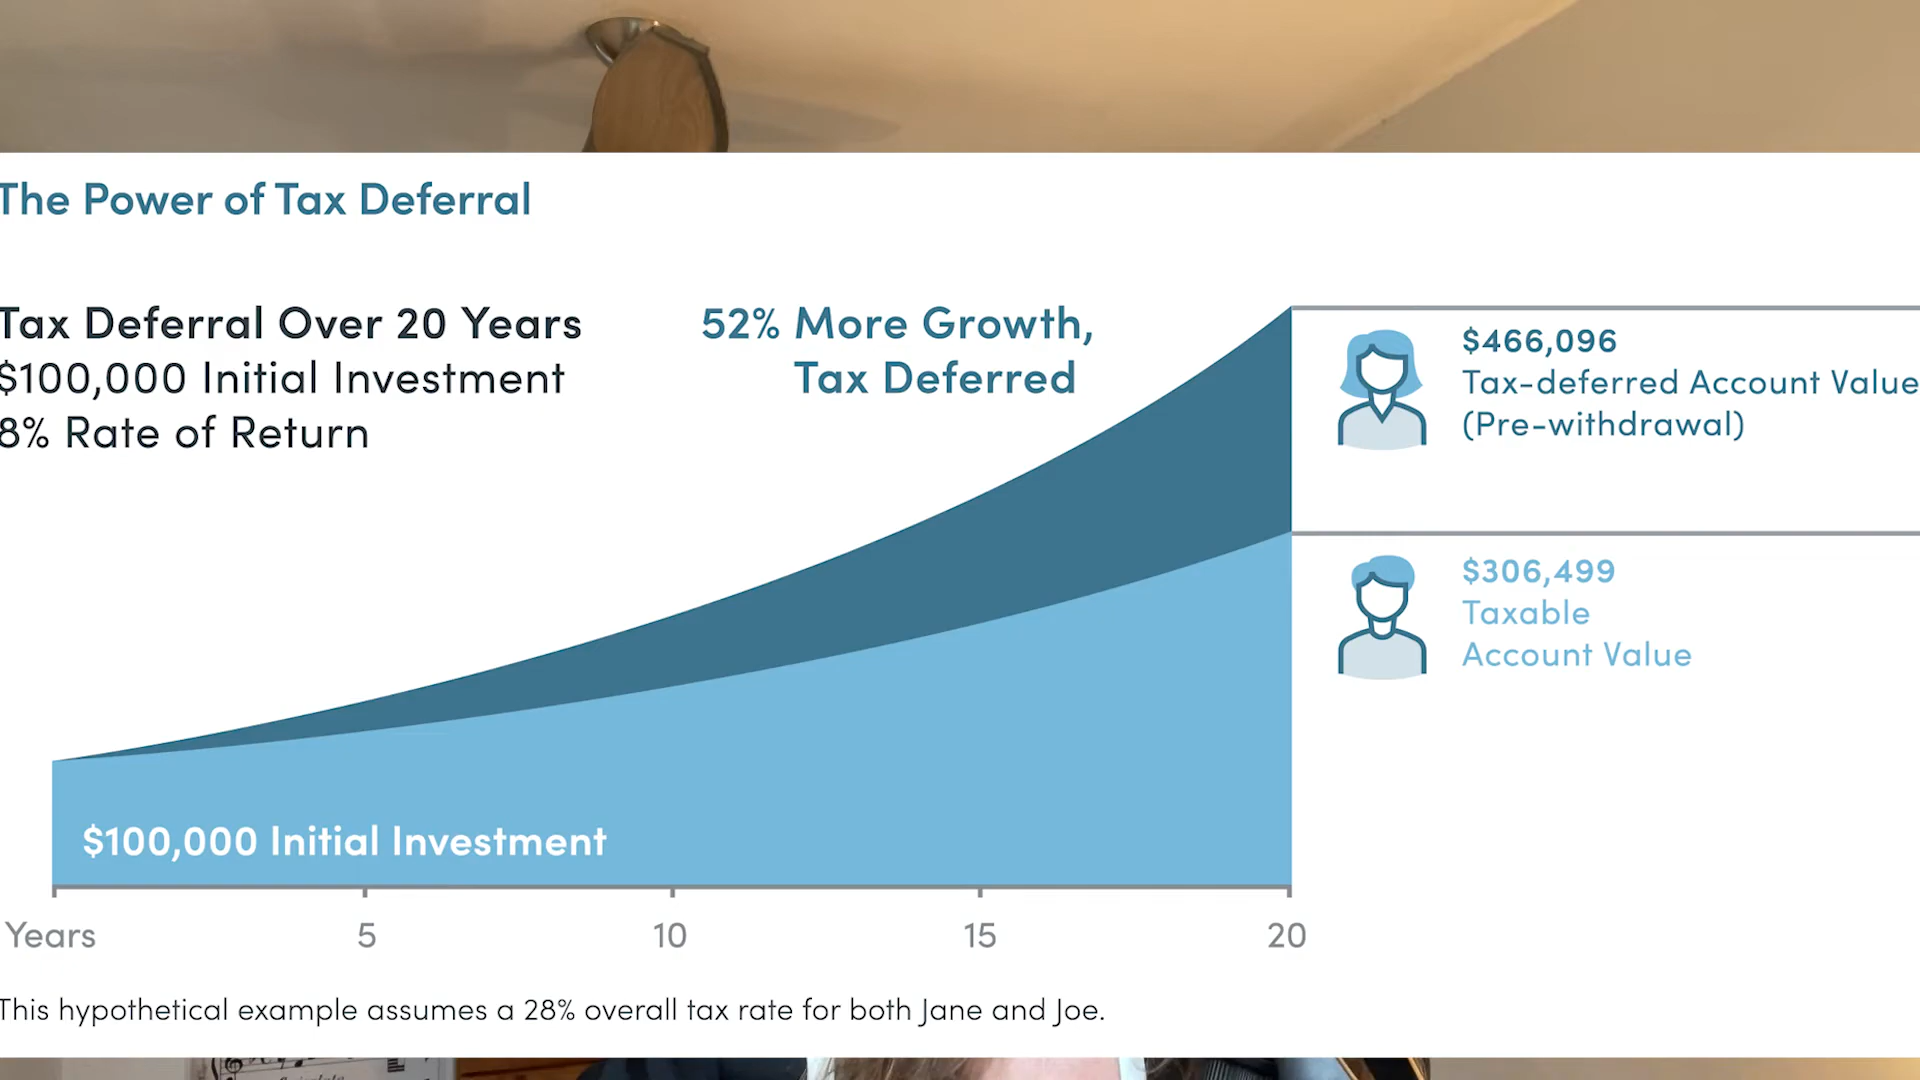 The Power of Tax Deferral
Tax Deferral Over 20 Years
$100,000 Initial Investment
8% Rate of Return
52% More Growth,
Tax Deferred
$466,096
Tax-deferred Account Value
(Pre-withdrawal)
$306,499
Taxable
Account Value
$100,000 Initial Investment
Years 5 10 15 20
This hypothetical example assumes a 28% overall tax rate for both Jane and Joe.